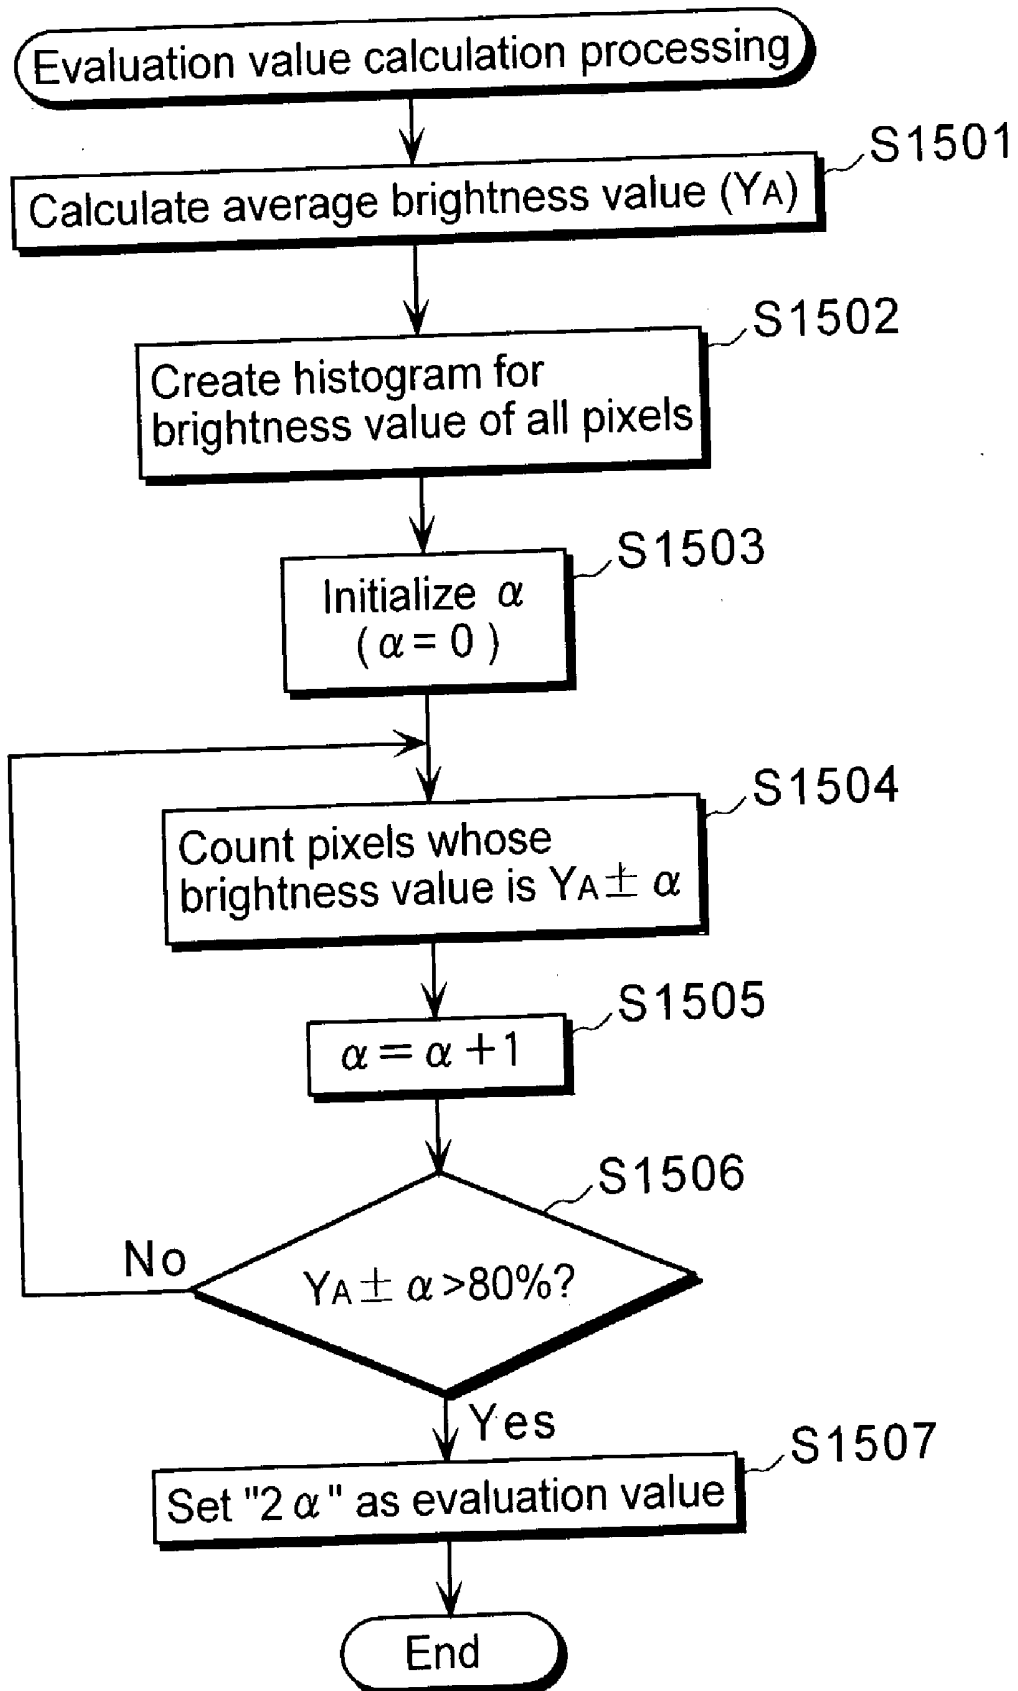 Evaluation value calculation processing
S1501
Calculate average brightness value (YA)
S1502
Create histogram for
brightness value of all pixels
S1503
Initialize α
(α=0)
S1504
Count pixels whose
brightness value is YA± α
S1505
α=α+1
S1506
No
YA± α>80%?
Yes
S1507
Set "2α" as evaluation value
End